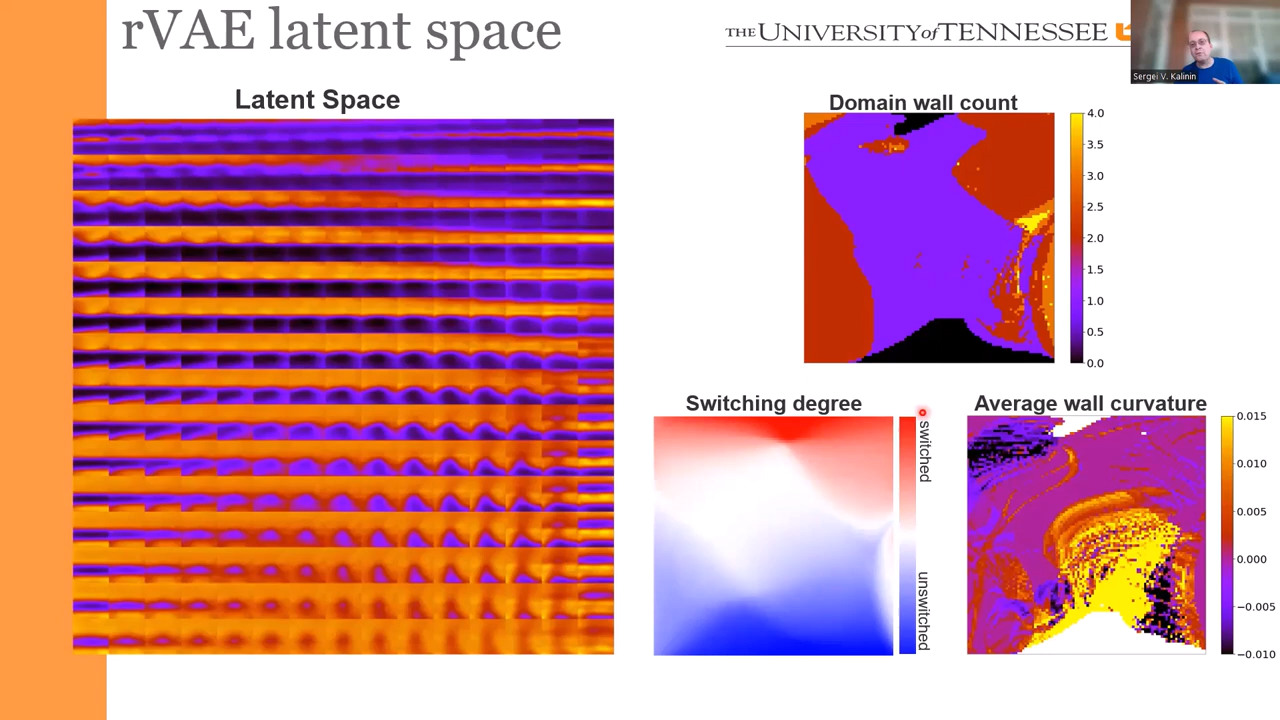 rVAE latent space
THE UNIVERSITY of TENNESSEE
Sergei V. Kalinin
Latent Space
Domain wall count
4.0
3.5
3.0
2.5
2.0
1.5
1.0
0.5
0.0
Switching degree
switched
unswitched
Average wall curvature
0.015
0.010
0.005
0.000
−0.005
−0.010